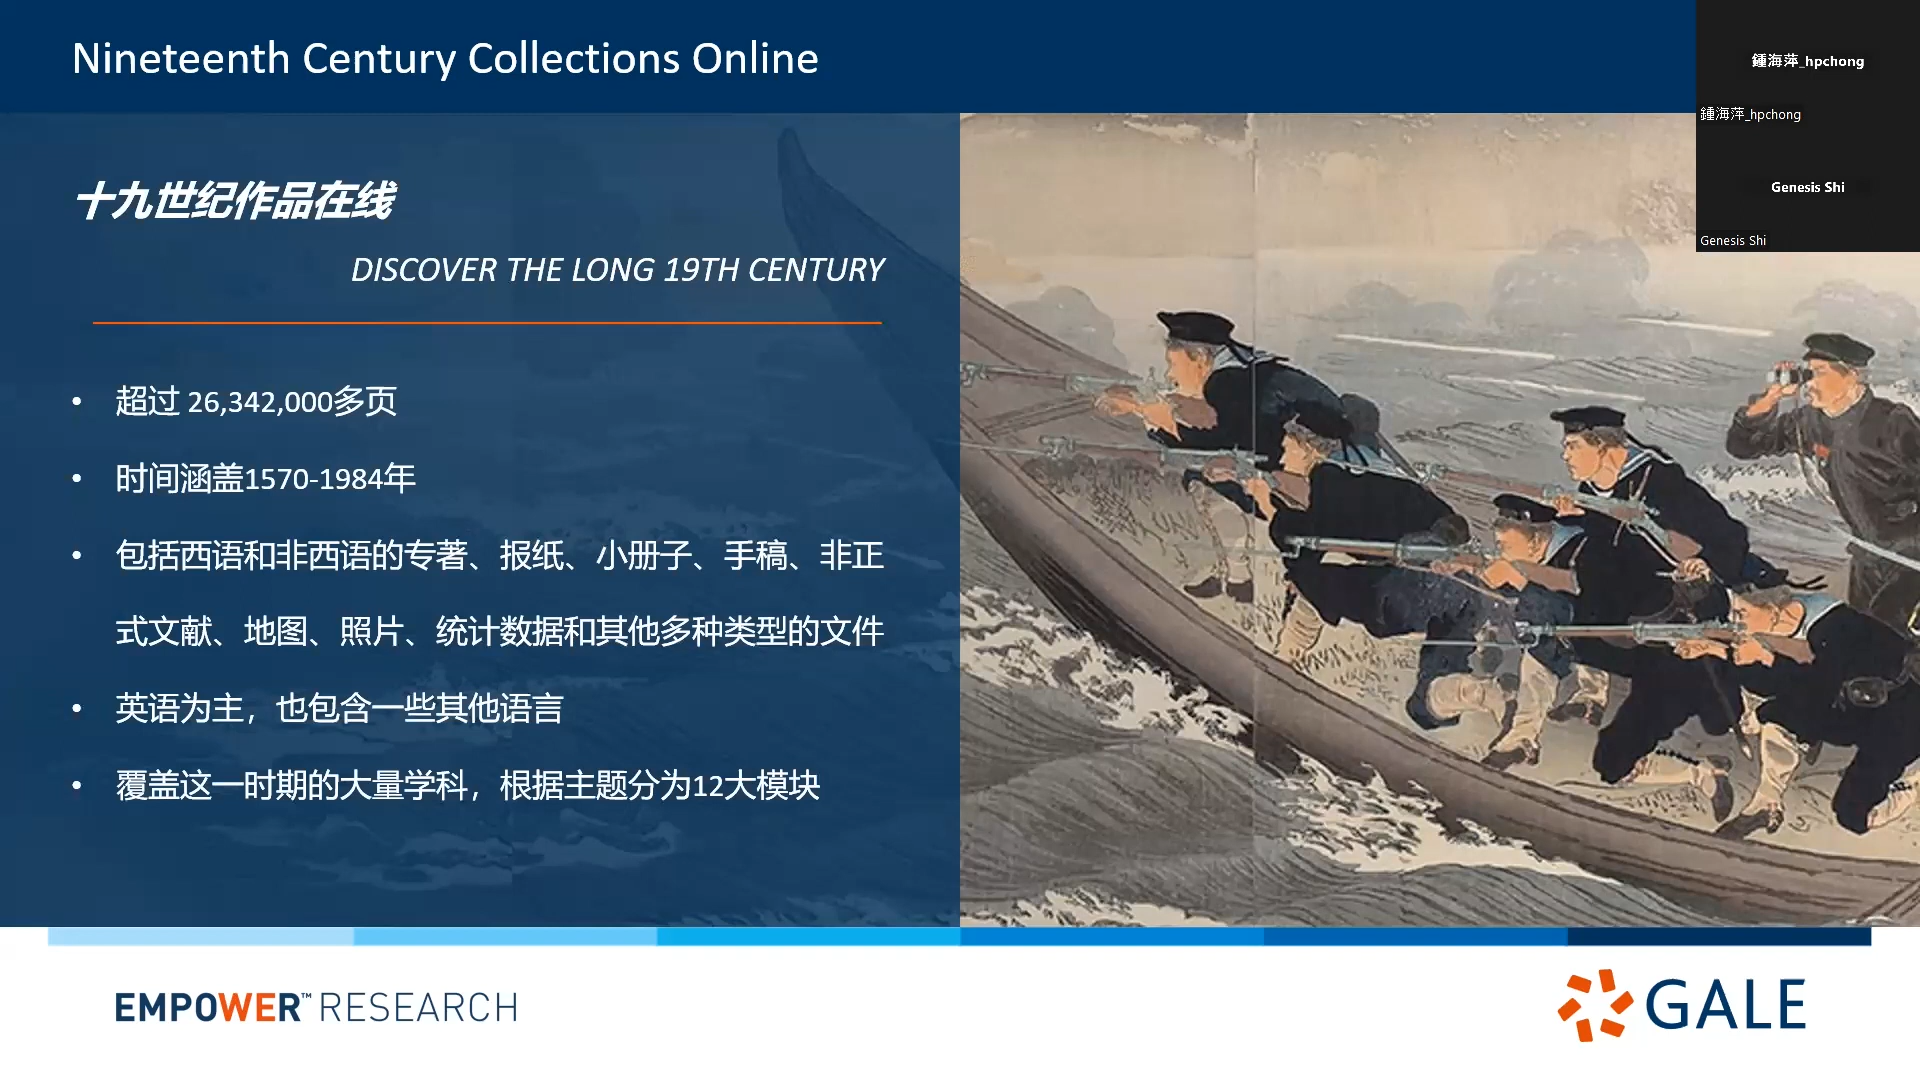 Nineteenth Century Collections Online
鍾海萍_hpchong
鍾海萍_hpchong
Genesis Shi
Genesis Shi
十九世纪作品在线
DISCOVER THE LONG 19TH CENTURY
• 超过 26,342,000多页
• 时间涵盖1570-1984年
• 包括西语和非西语的专著、报纸、小册子、手稿、非正
式文献、地图、照片、统计数据和其他多种类型的文件
• 英语为主，也包含一些其他语言
• 覆盖这一时期的大量学科，根据主题分为12大模块
EMPOWER™ RESEARCH
GALE